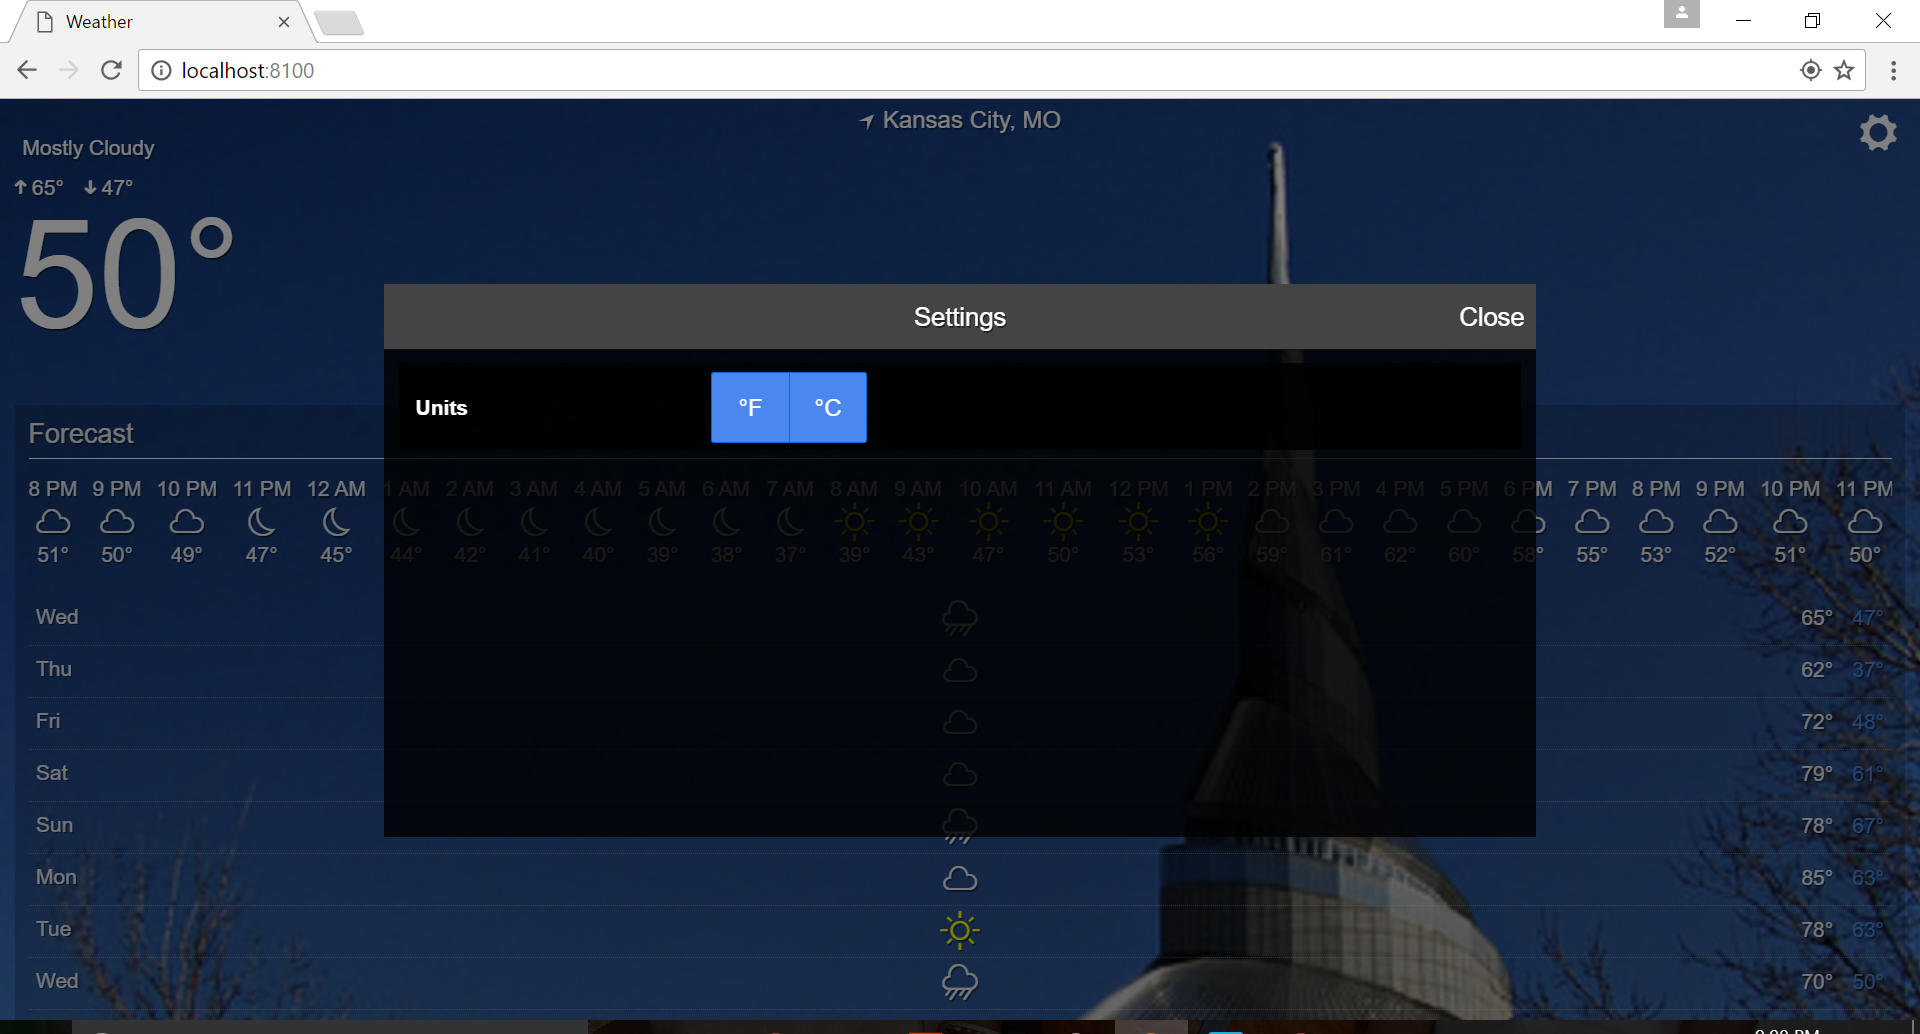 Weather
localhost:8100
Kansas City, MO
Mostly Cloudy
65° 47°
50°
Settings Close
Units °F °C
Forecast
8 PM 9 PM 10 PM 11 PM 12 AM 1 AM 2 AM 3 AM 4 AM 5 AM 6 AM 7 AM 8 AM 9 AM 10 AM 11 AM 12 PM 1 PM 2 PM 3 PM 4 PM 5 PM 6 PM 7 PM 8 PM 9 PM 10 PM 11 PM
51° 50° 49° 47° 45° 44° 42° 41° 40° 39° 38° 37° 39° 43° 47° 50° 53° 56° 59° 61° 62° 60° 58° 55° 53° 52° 51° 50°
Wed 65° 47°
Thu 62° 37°
Fri 72° 48°
Sat 79° 61°
Sun 78° 67°
Mon 85° 63°
Tue 78° 63°
Wed 70° 50°